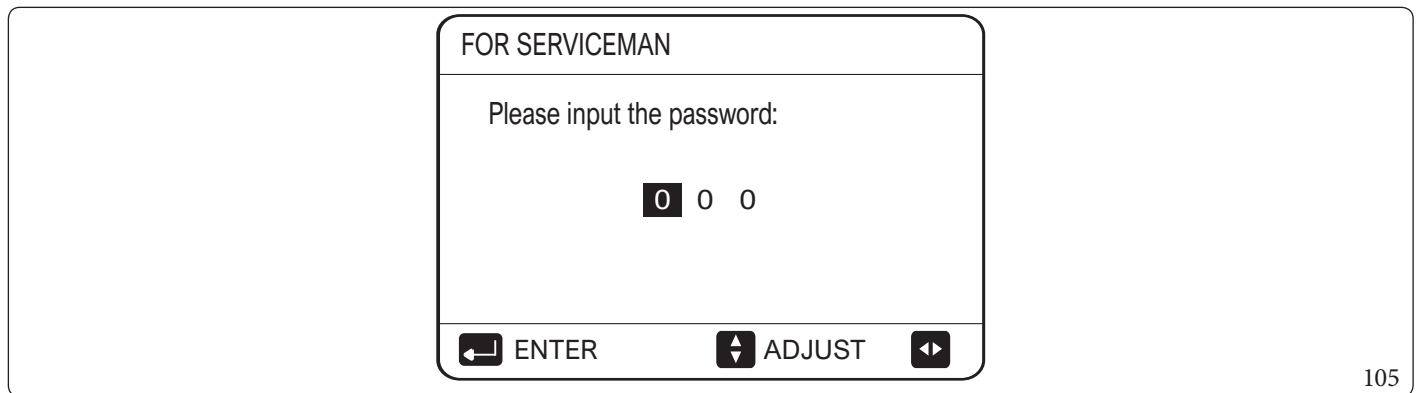 FOR SERVICEMAN
Please input the password:
0 0 0
ENTER ADJUST
105